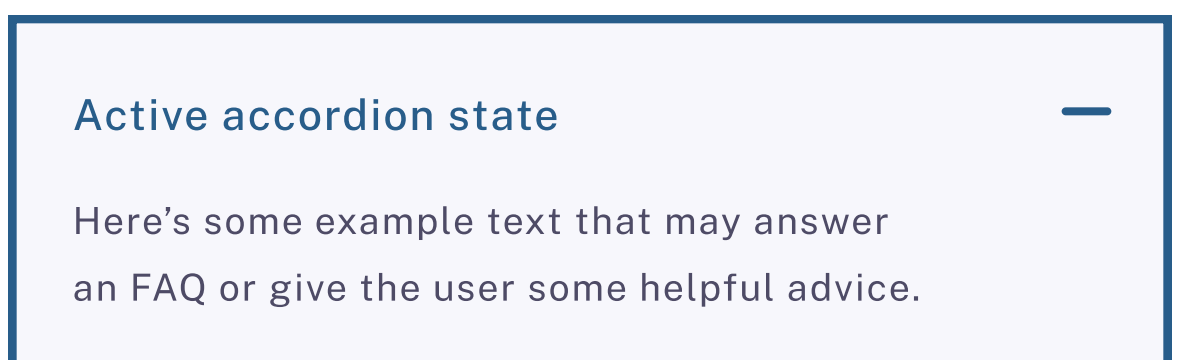 Active accordion state
Here’s some example text that may answer
an FAQ or give the user some helpful advice.